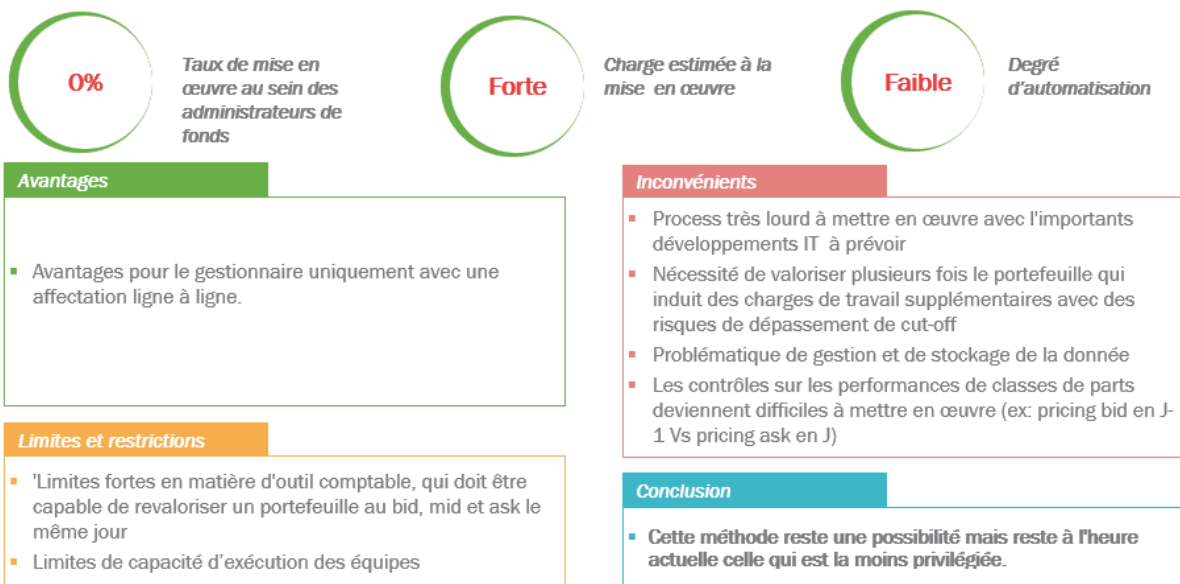 0%
Taux de mise en
œuvre au sein des
administrateurs de
fonds
Forte
Charge estimée à la
mise en œuvre
Faible
Degré
d'automatisation
Avantages
▪ Avantages pour le gestionnaire uniquement avec une
affectation ligne à ligne.
Limites et restrictions
▪ 'Limites fortes en matière d'outil comptable, qui doit être
capable de revaloriser un portefeuille au bid, mid et ask le
même jour
▪ Limites de capacité d’exécution des équipes
Inconvénients
▪ Process très lourd à mettre en œuvre avec l'importants
développements IT à prévoir
▪ Nécessité de valoriser plusieurs fois le portefeuille qui
induit des charges de travail supplémentaires avec des
risques de dépassement de cut-off
▪ Problématique de gestion et de stockage de la donnée
▪ Les contrôles sur les performances de classes de parts
deviennent difficiles à mettre en œuvre (ex: pricing bid en J-
1 Vs pricing ask en J)
Conclusion
▪ Cette méthode reste une possibilité mais reste à l'heure
actuelle celle qui est la moins privilégiée.